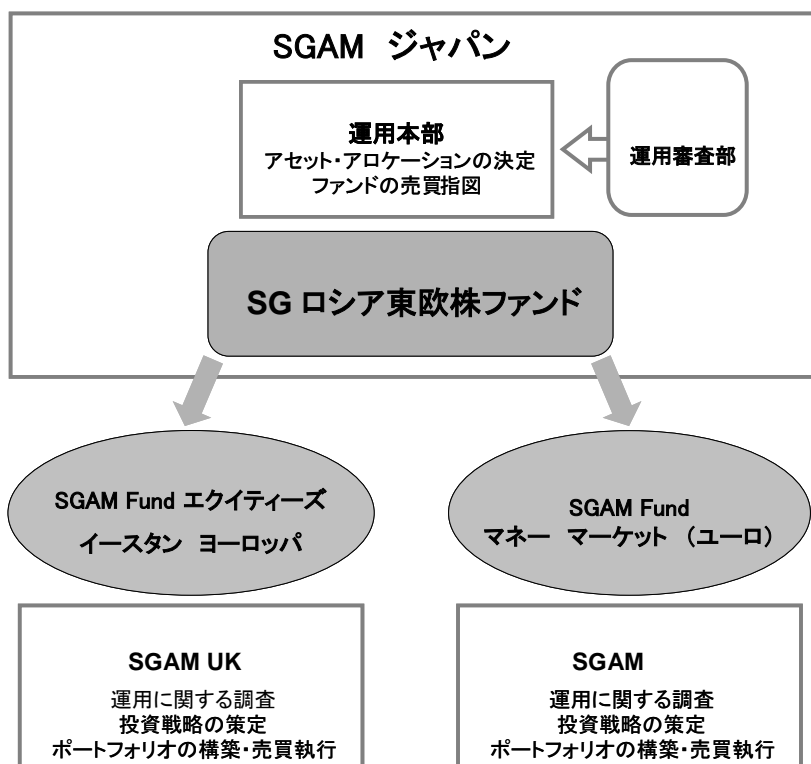 SGAM ジャパン
運用本部
アセット・アロケーションの決定
ファンドの売買指図
運用審査部
SG ロシア東欧株ファンド
SGAM Fund エクイティーズ
イースタン ヨーロッパ
SGAM Fund
マネー マーケット （ユーロ）
SGAM UK
運用に関する調査
投資戦略の策定
ポートフォリオの構築・売買執行
SGAM
運用に関する調査
投資戦略の策定
ポートフォリオの構築・売買執行